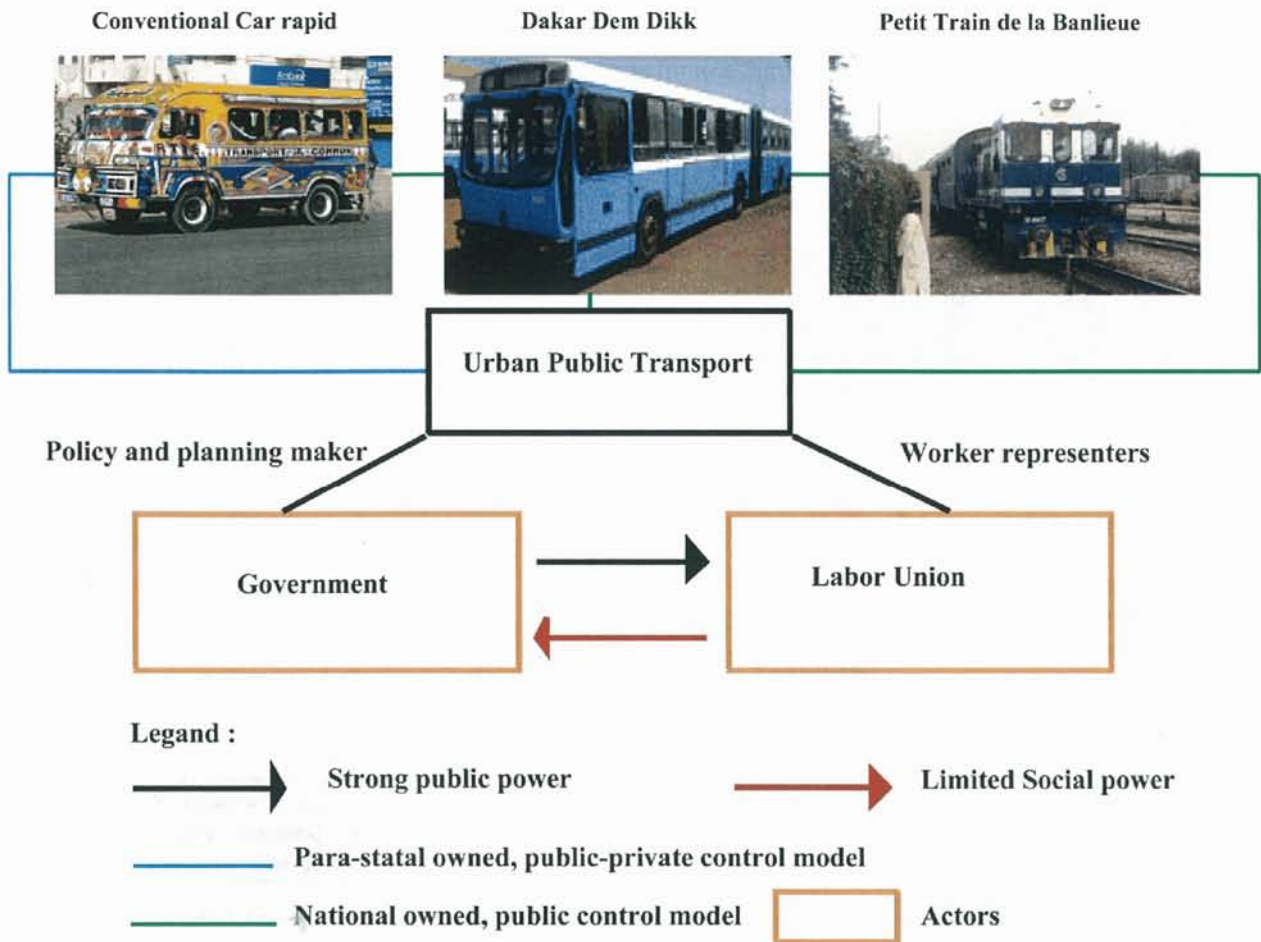 Conventional Car rapid
Dakar Dem Dikk
Petit Train de la Banlieue
TRANSPORT
COMMUN
Urban Public Transport
Policy and planning maker
Worker representers
Government
Labor Union
Legand :
Strong public power
Limited Social power
Para-statal owned, public-private control model
National owned, public control model
Actors